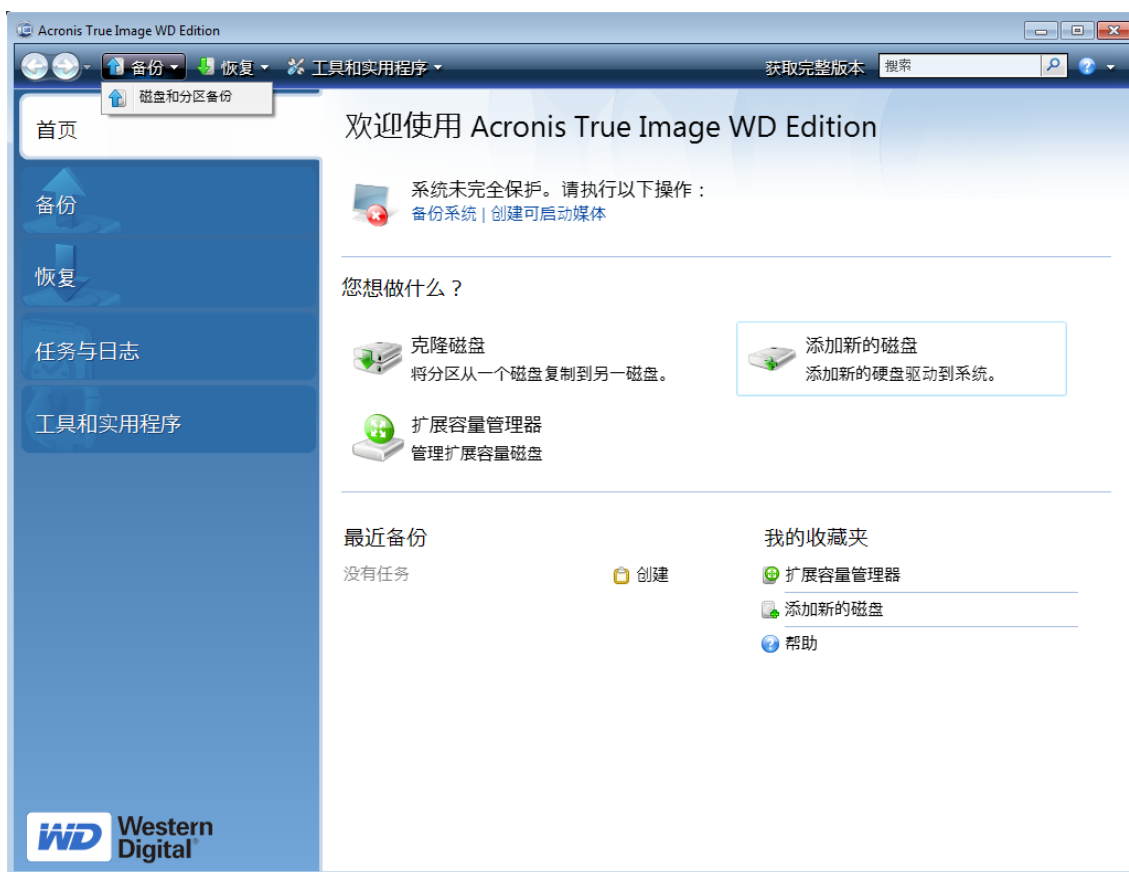 Acronis True Image WD Edition
备份 恢复 工具和实用程序 获取完整版本 搜索
磁盘和分区备份
首页
备份
恢复
任务与日志
工具和实用程序
欢迎使用 Acronis True Image WD Edition
系统未完全保护。请执行以下操作：
备份系统 | 创建可启动媒体
您想做什么？
克隆磁盘
将分区从一个磁盘复制到另一磁盘。
添加新的磁盘
添加新的硬盘驱动到系统。
扩展容量管理器
管理扩展容量磁盘
最近备份
没有任务 创建
我的收藏夹
扩展容量管理器
添加新的磁盘
帮助
WD Western
Digital®